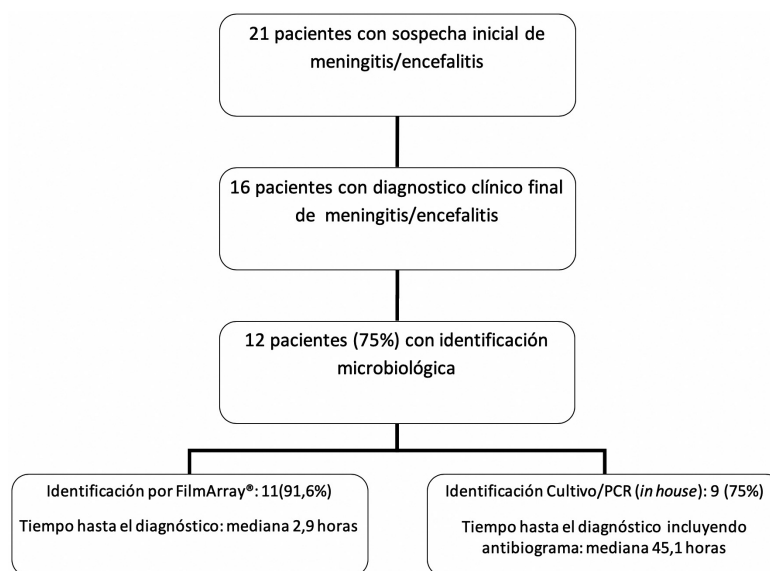 21 pacientes con sospecha inicial de
meningitis/encefalitis
16 pacientes con diagnostico clínico final
de meningitis/encefalitis
12 pacientes (75%) con identificación
microbiológica
Identificación por FilmArray®: 11(91,6%)
Tiempo hasta el diagnóstico: mediana 2,9 horas
Identificación Cultivo/PCR (in house): 9 (75%)
Tiempo hasta el diagnóstico incluyendo
antibiograma: mediana 45,1 horas